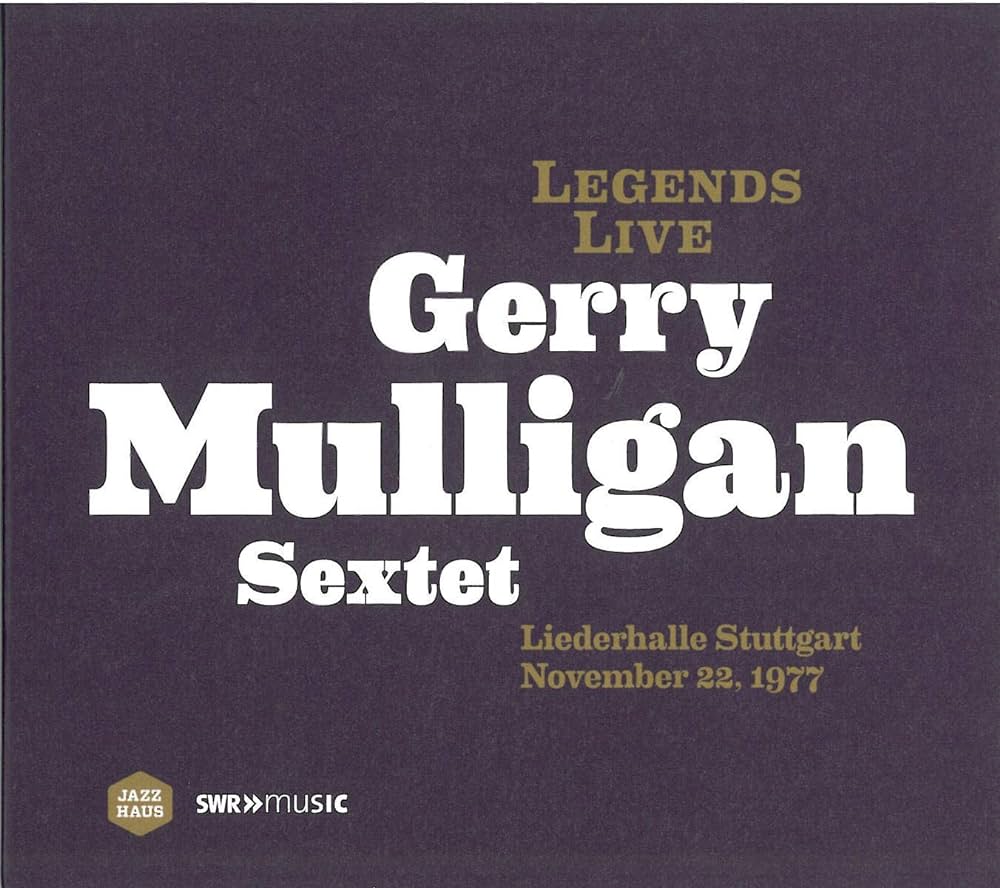 LEGENDS
LIVE
Gerry
Mulligan
Sextet
Liederhalle Stuttgart
November 22, 1977
JAZZ
HAUS
SWR»music